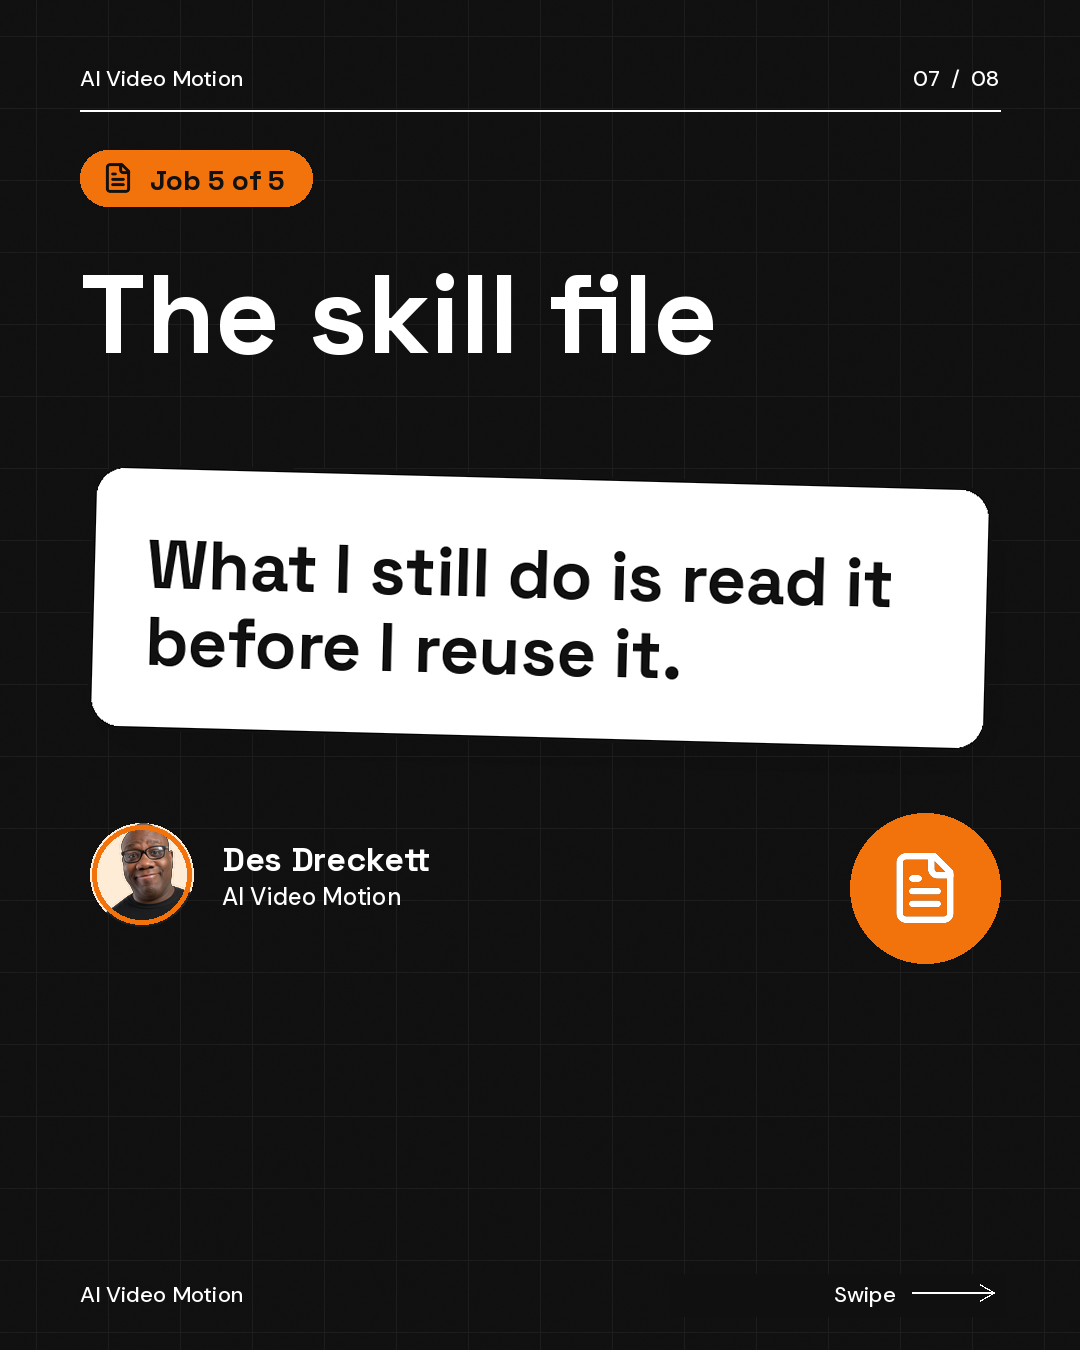 AI Video Motion
07 / 08
Job 5 of 5
The skill file
What I still do is read it
before I reuse it.
Des Dreckett
AI Video Motion
AI Video Motion
Swipe